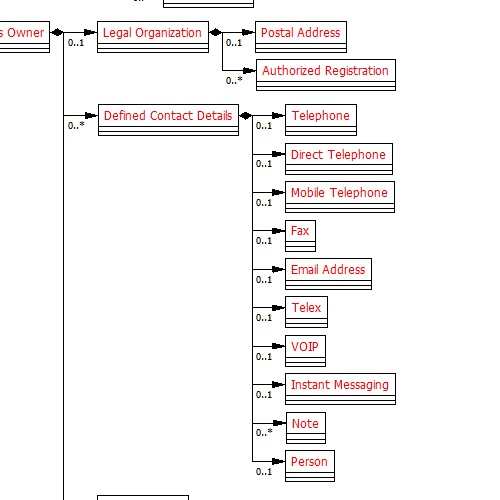 s Owner
0..1
Legal Organization
0..1
Postal Address
0..*
Authorized Registration
0..*
Defined Contact Details
0..1
Telephone
0..1
Direct Telephone
0..1
Mobile Telephone
0..1
Fax
0..1
Email Address
0..1
Telex
0..1
VOIP
0..1
Instant Messaging
0..*
Note
0..1
Person